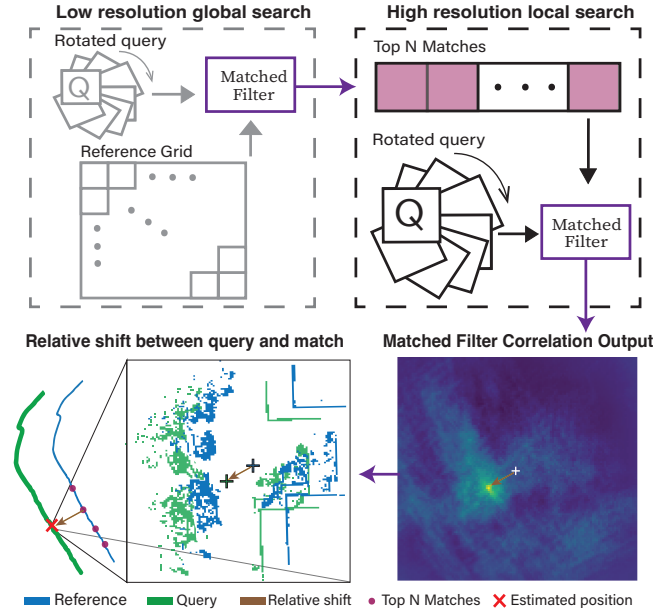 Low resolution global search
High resolution local search
Rotated query
Q
Matched
Filter
Reference Grid
Top N Matches
Rotated query
Q
Matched
Filter
Relative shift between query and match
Matched Filter Correlation Output
Reference
Query
Relative shift
Top N Matches
Estimated position